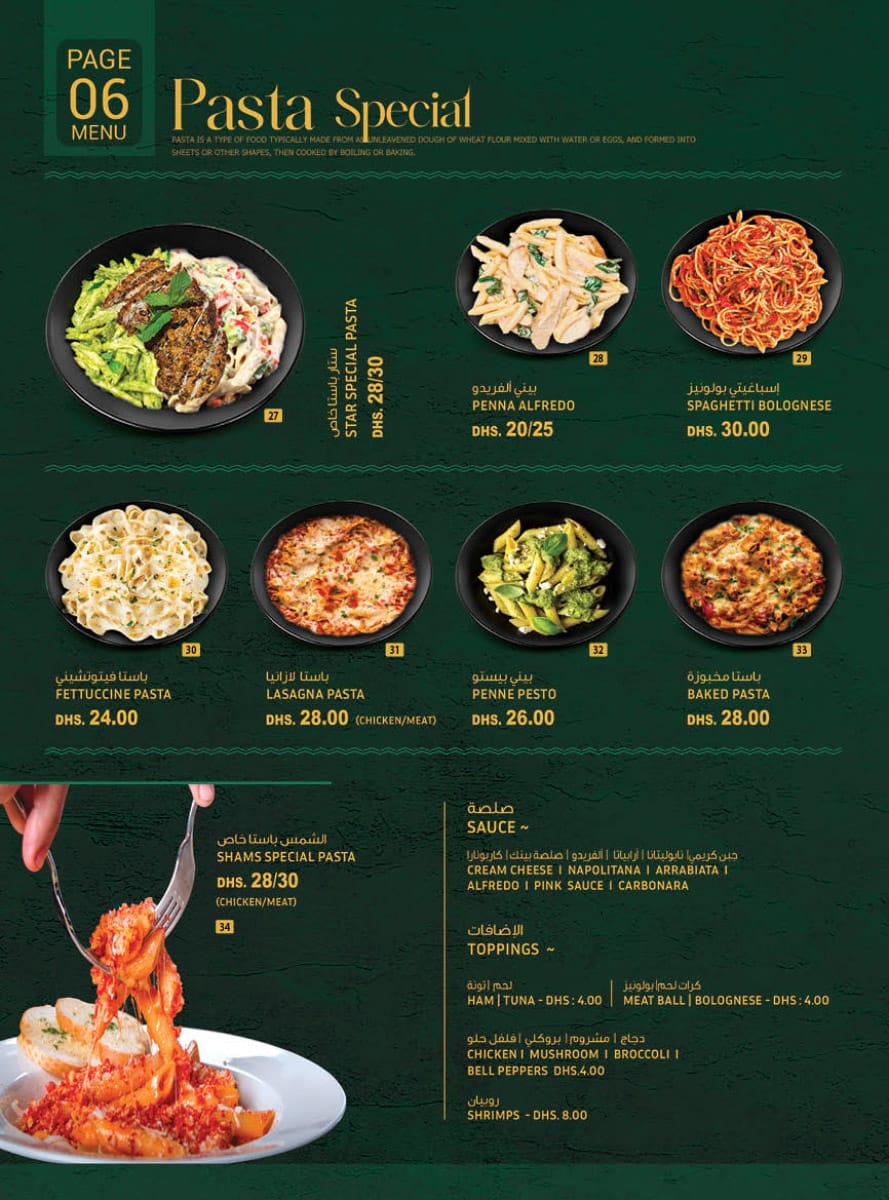 PAGE
06
MENU
Pasta Special
PASTA IS A TYPE OF FOOD TYPICALLY MADE FROM AN UNLEAVENED DOUGH OF WHEAT FLOUR MIXED WITH WATER OR EGGS, AND FORMED INTO
SHEETS OR OTHER SHAPES, THEN COOKED BY BOILING OR BAKING.
27
ستار باستا خاص
STAR SPECIAL PASTA
DHS. 28/30
28
بيني ألفريدو
PENNA ALFREDO
DHS. 20/25
29
إسباغيتي بولونيز
SPAGHETTI BOLOGNESE
DHS. 30.00
30
باستا فيتوتشيني
FETTUCCINE PASTA
DHS. 24.00
31
باستا لازانيا
LASAGNA PASTA
DHS. 28.00 (CHICKEN/MEAT)
32
بيني بيستو
PENNE PESTO
DHS. 26.00
33
باستا مخبوزة
BAKED PASTA
DHS. 28.00
الشمس باستا خاص
SHAMS SPECIAL PASTA
DHS. 28/30
(CHICKEN/MEAT)
34
صلصة
SAUCE ~
جبن كريمي| نابوليتانا | أرابياتا | ألفريدو | صلصة بينك| كاربونارا
CREAM CHEESE I NAPOLITANA I ARRABIATA I
ALFREDO I PINK SAUCE I CARBONARA
الإضافات
TOPPINGS ~
لحم | تونة
HAM | TUNA - DHS : 4.00
كرات لحم|بولونيز
MEAT BALL | BOLOGNESE - DHS : 4.00
دجاج | مشروم | بروكلي | فلفل حلو
CHICKEN I MUSHROOM I BROCCOLI I
BELL PEPPERS DHS.4.00
روبيان
SHRIMPS - DHS. 8.00